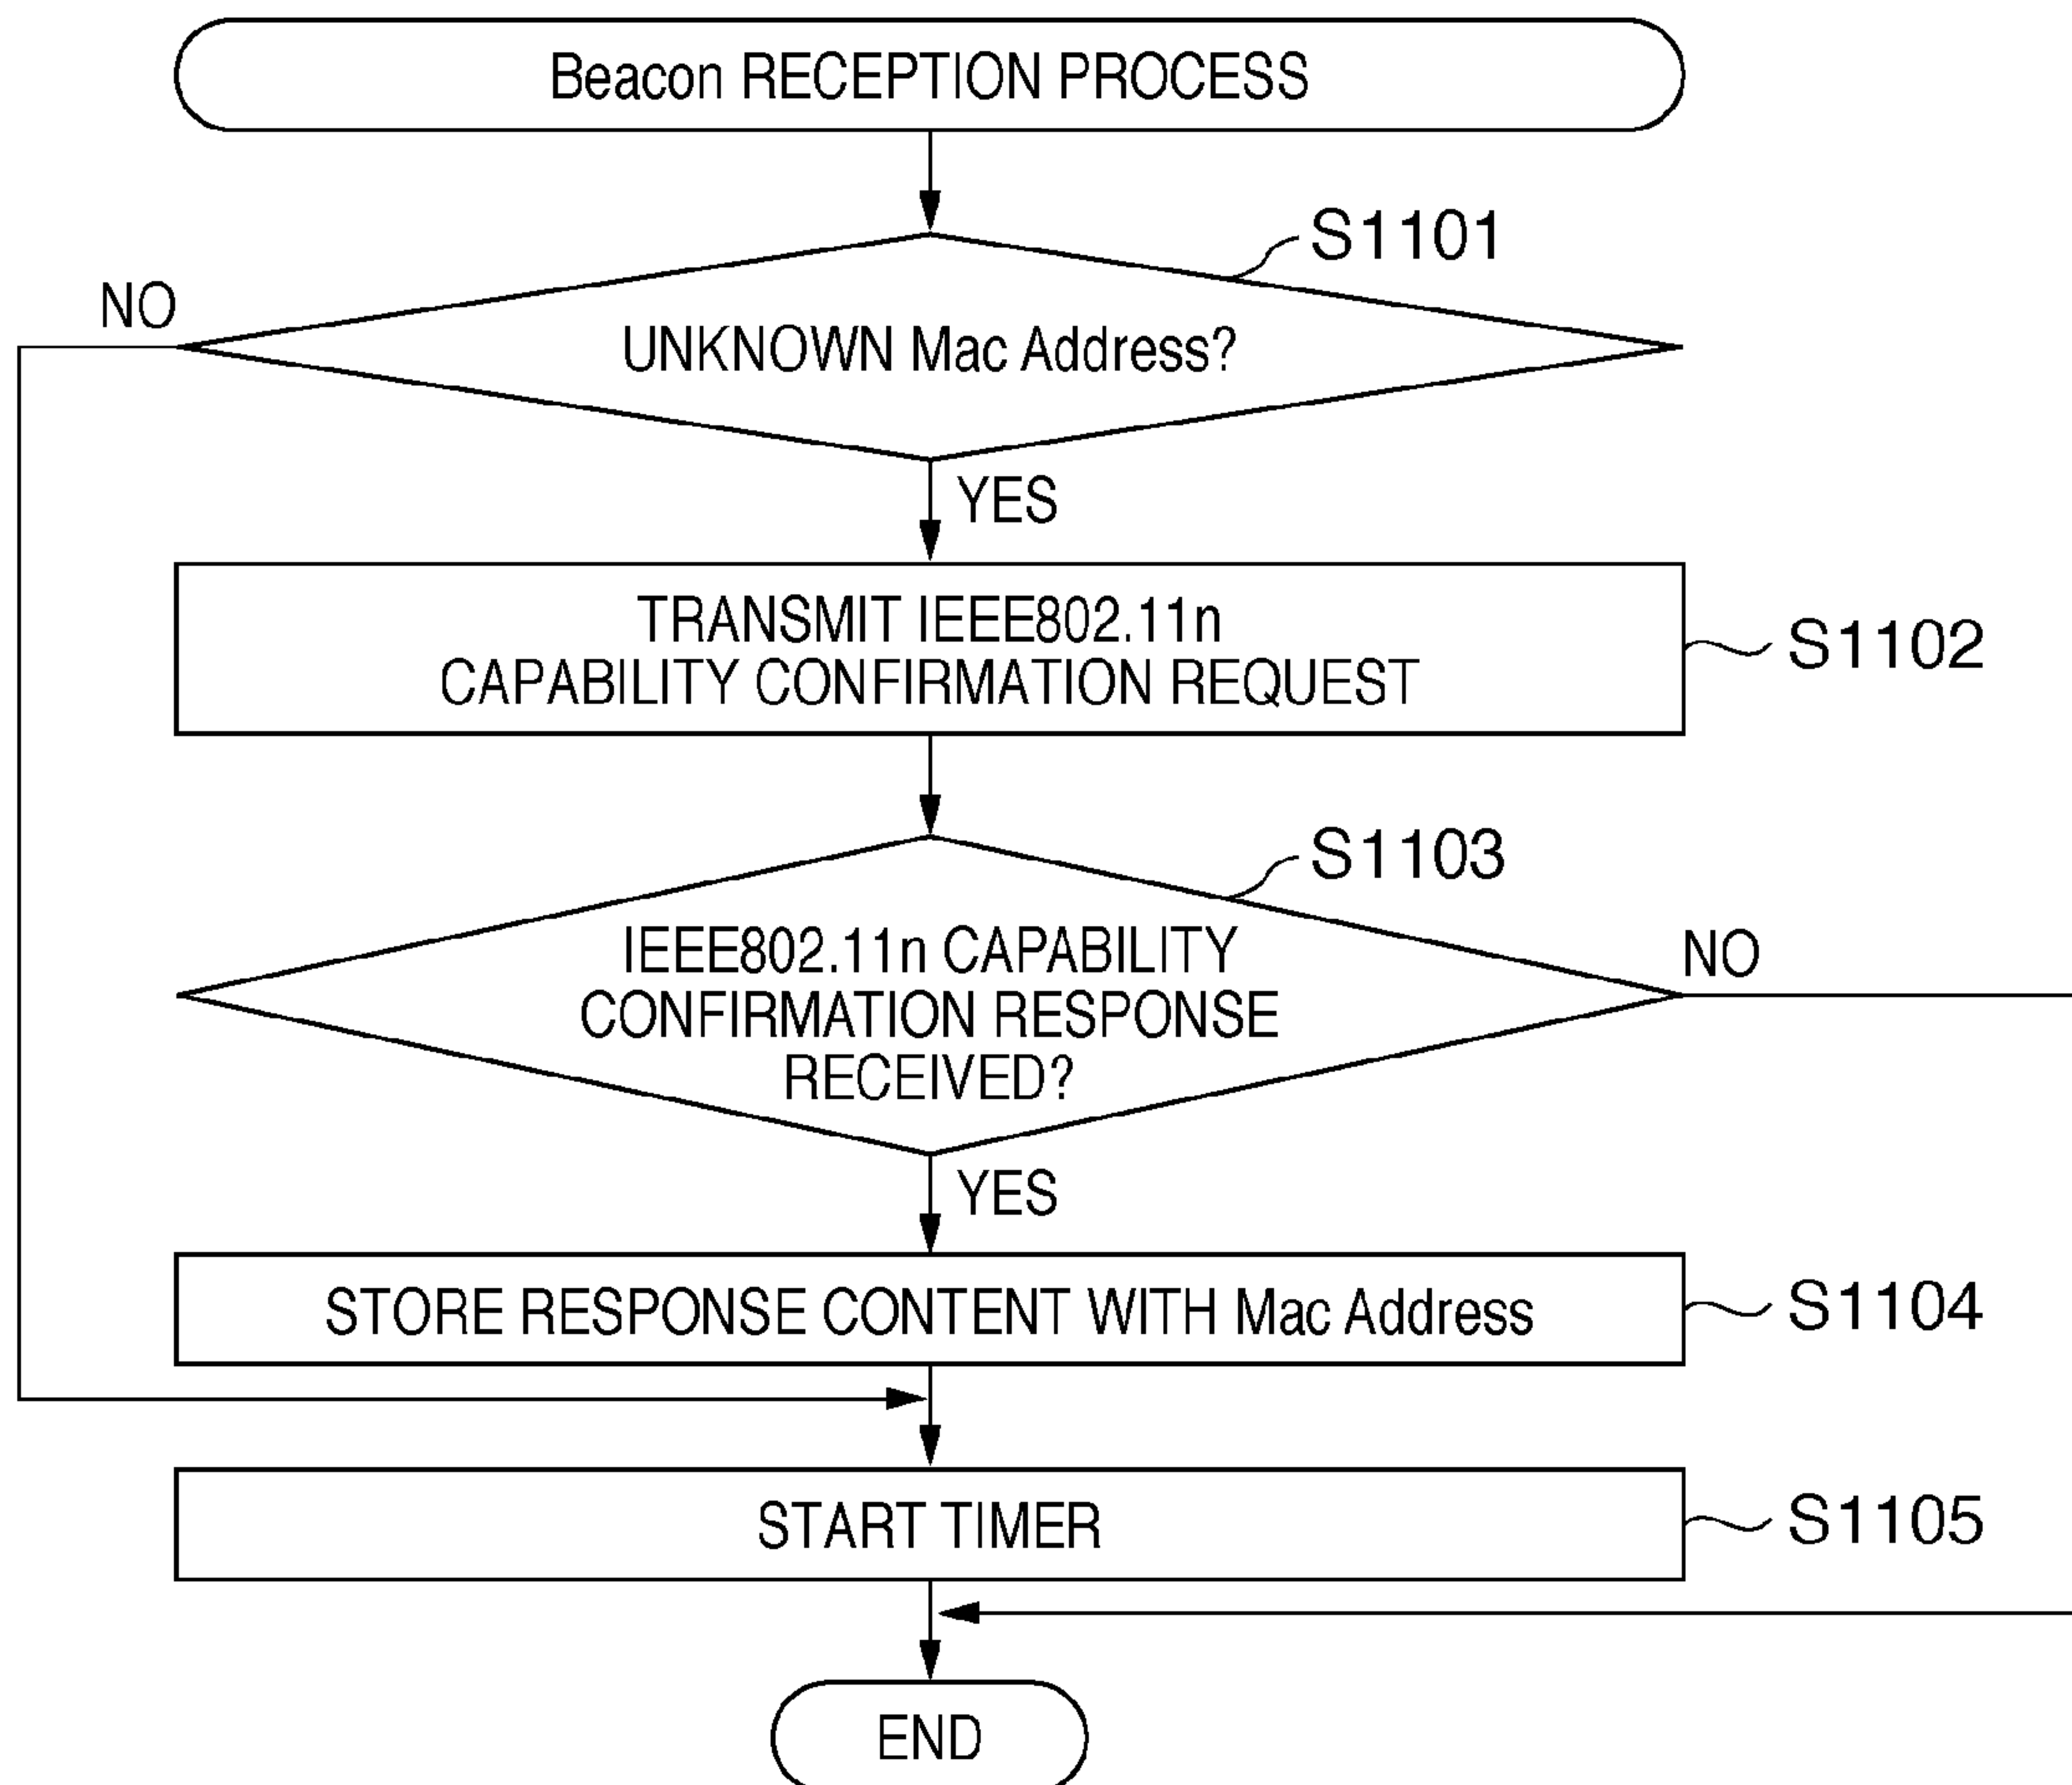 Beacon RECEPTION PROCESS
S1101
NO
UNKNOWN Mac Address?
YES
TRANSMIT IEEE802.11n
CAPABILITY CONFIRMATION REQUEST
S1102
S1103
IEEE802.11n CAPABILITY
CONFIRMATION RESPONSE
RECEIVED?
NO
YES
STORE RESPONSE CONTENT WITH Mac Address
S1104
START TIMER
S1105
END